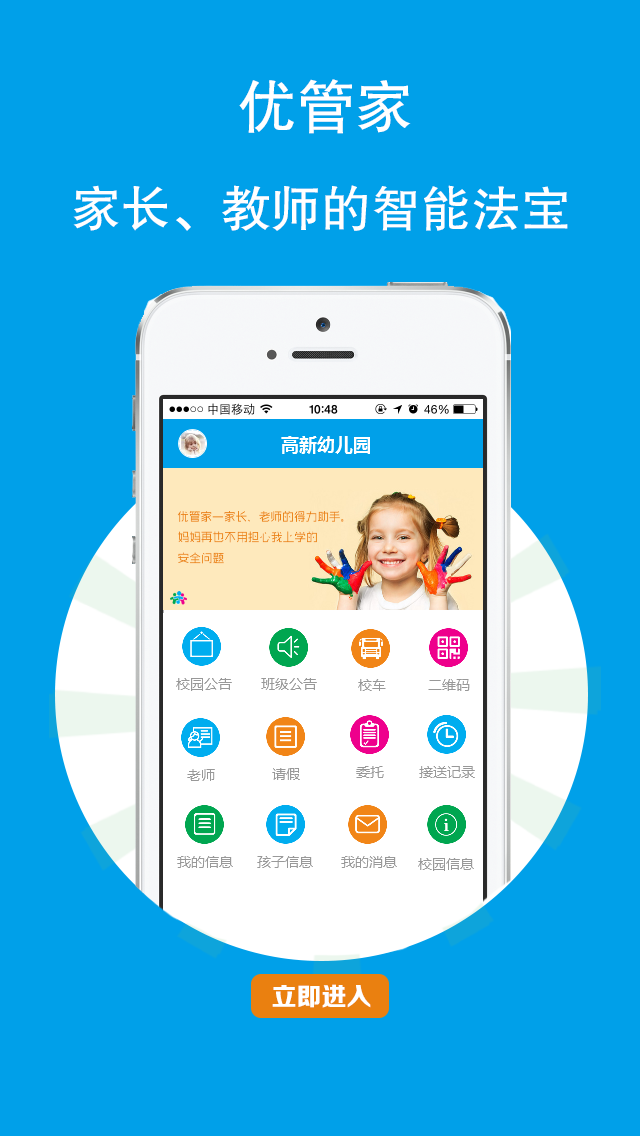 优管家
家长、教师的智能法宝
中国移动 10:48 46%
高新幼儿园
优管家—家长、老师的得力助手。
妈妈再也不用担心我上学的
安全问题
校园公告 班级公告 校车 二维码
老师 请假 委托 接送记录
我的信息 孩子信息 我的消息 校园信息
立即进入